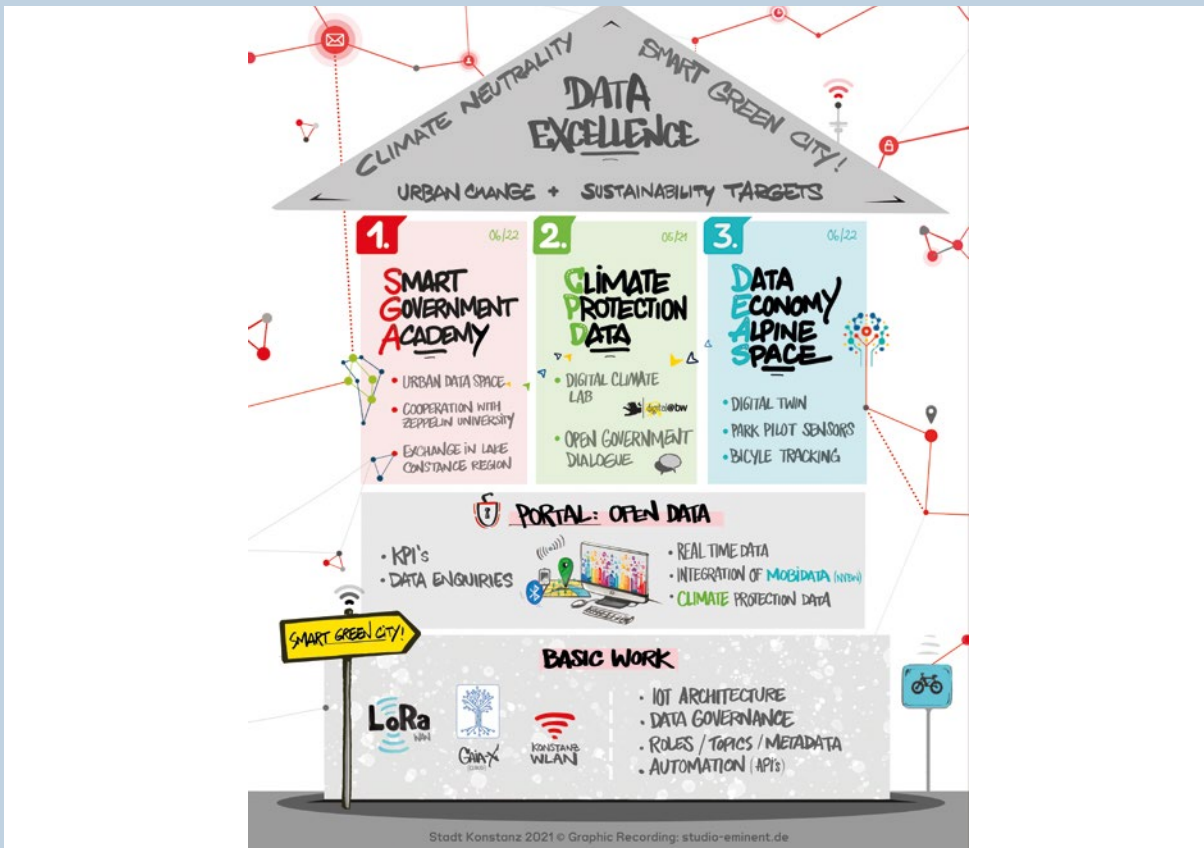 CLIMATE NEUTRALITY
SMART GREEN CITY!
DATA
EXCELLENCE
URBAN CHANGE + SUSTAINABILITY TARGETS
1.
06/22
SMART
GOVERNMENT
ACADEMY
• URBAN DATA SPACE
• COOPERATION WITH
ZEPPELIN UNIVERSITY
• EXCHANGE IN LAKE
CONSTANCE REGION
2.
05/21
CLIMATE
PROTECTION
DATA
• DIGITAL CLIMATE
LAB
digital@bw
• OPEN GOVERNMENT
DIALOGUE
3.
06/22
DATA
ECONOMY
ALPINE
SPACE
• DIGITAL TWIN
• PARK PILOT SENSORS
• BICYLE TRACKING
PORTAL: OPEN DATA
• KPI's
• DATA ENQUIRIES
• REAL TIME DATA
• INTEGRATION OF MOBIDATA (NVBW)
• CLIMATE PROTECTION DATA
SMART GREEN CITY!
BASIC WORK
LoRa
WAN
GAIA-X
KONSTANZ
WLAN
• IOT ARCHITECTURE
• DATA GOVERNANCE
• ROLES / TOPICS / METADATA
• AUTOMATION (API's)
Stadt Konstanz 2021 © Graphic Recording: studio-eminent.de